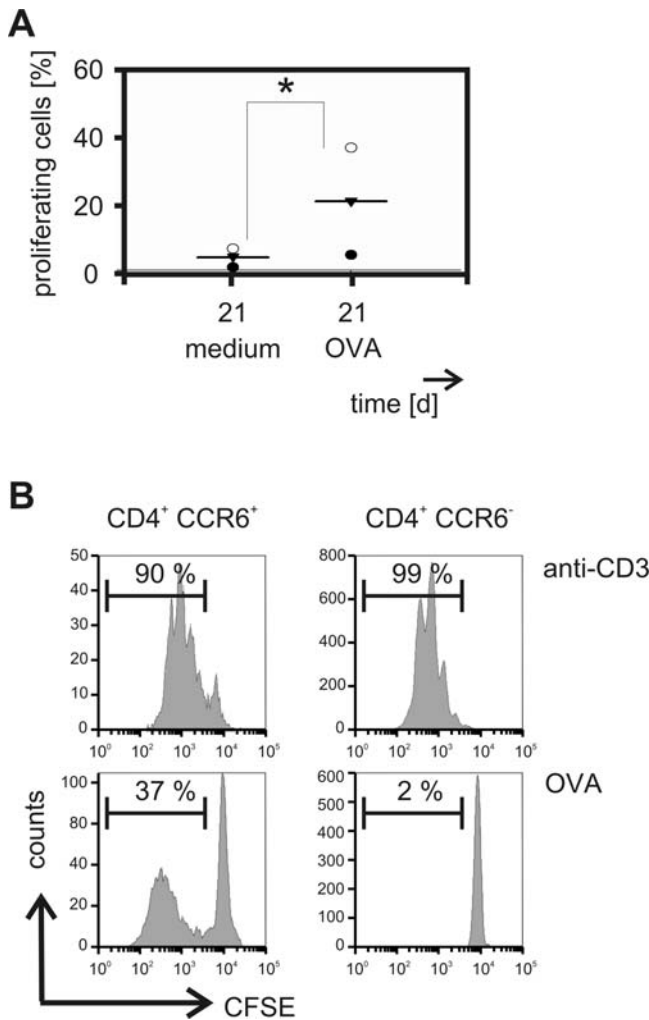 A
proliferating cells [%]
60
40
20
0
*
21 21
medium OVA
time [d]
B
CD4⁺ CCR6⁺ CD4⁺ CCR6⁻
50
40
30
20
10
0
90 %
10⁰ 10² 10³ 10⁴ 10⁵
800
600
400
200
0
99 %
10⁰ 10² 10³ 10⁴ 10⁵
anti-CD3
100
80
40
20
0
37 %
10⁰ 10² 10³ 10⁴ 10⁵
600
500
400
300
200
100
0
2 %
10⁰ 10² 10³ 10⁴ 10⁵
OVA
counts
CFSE